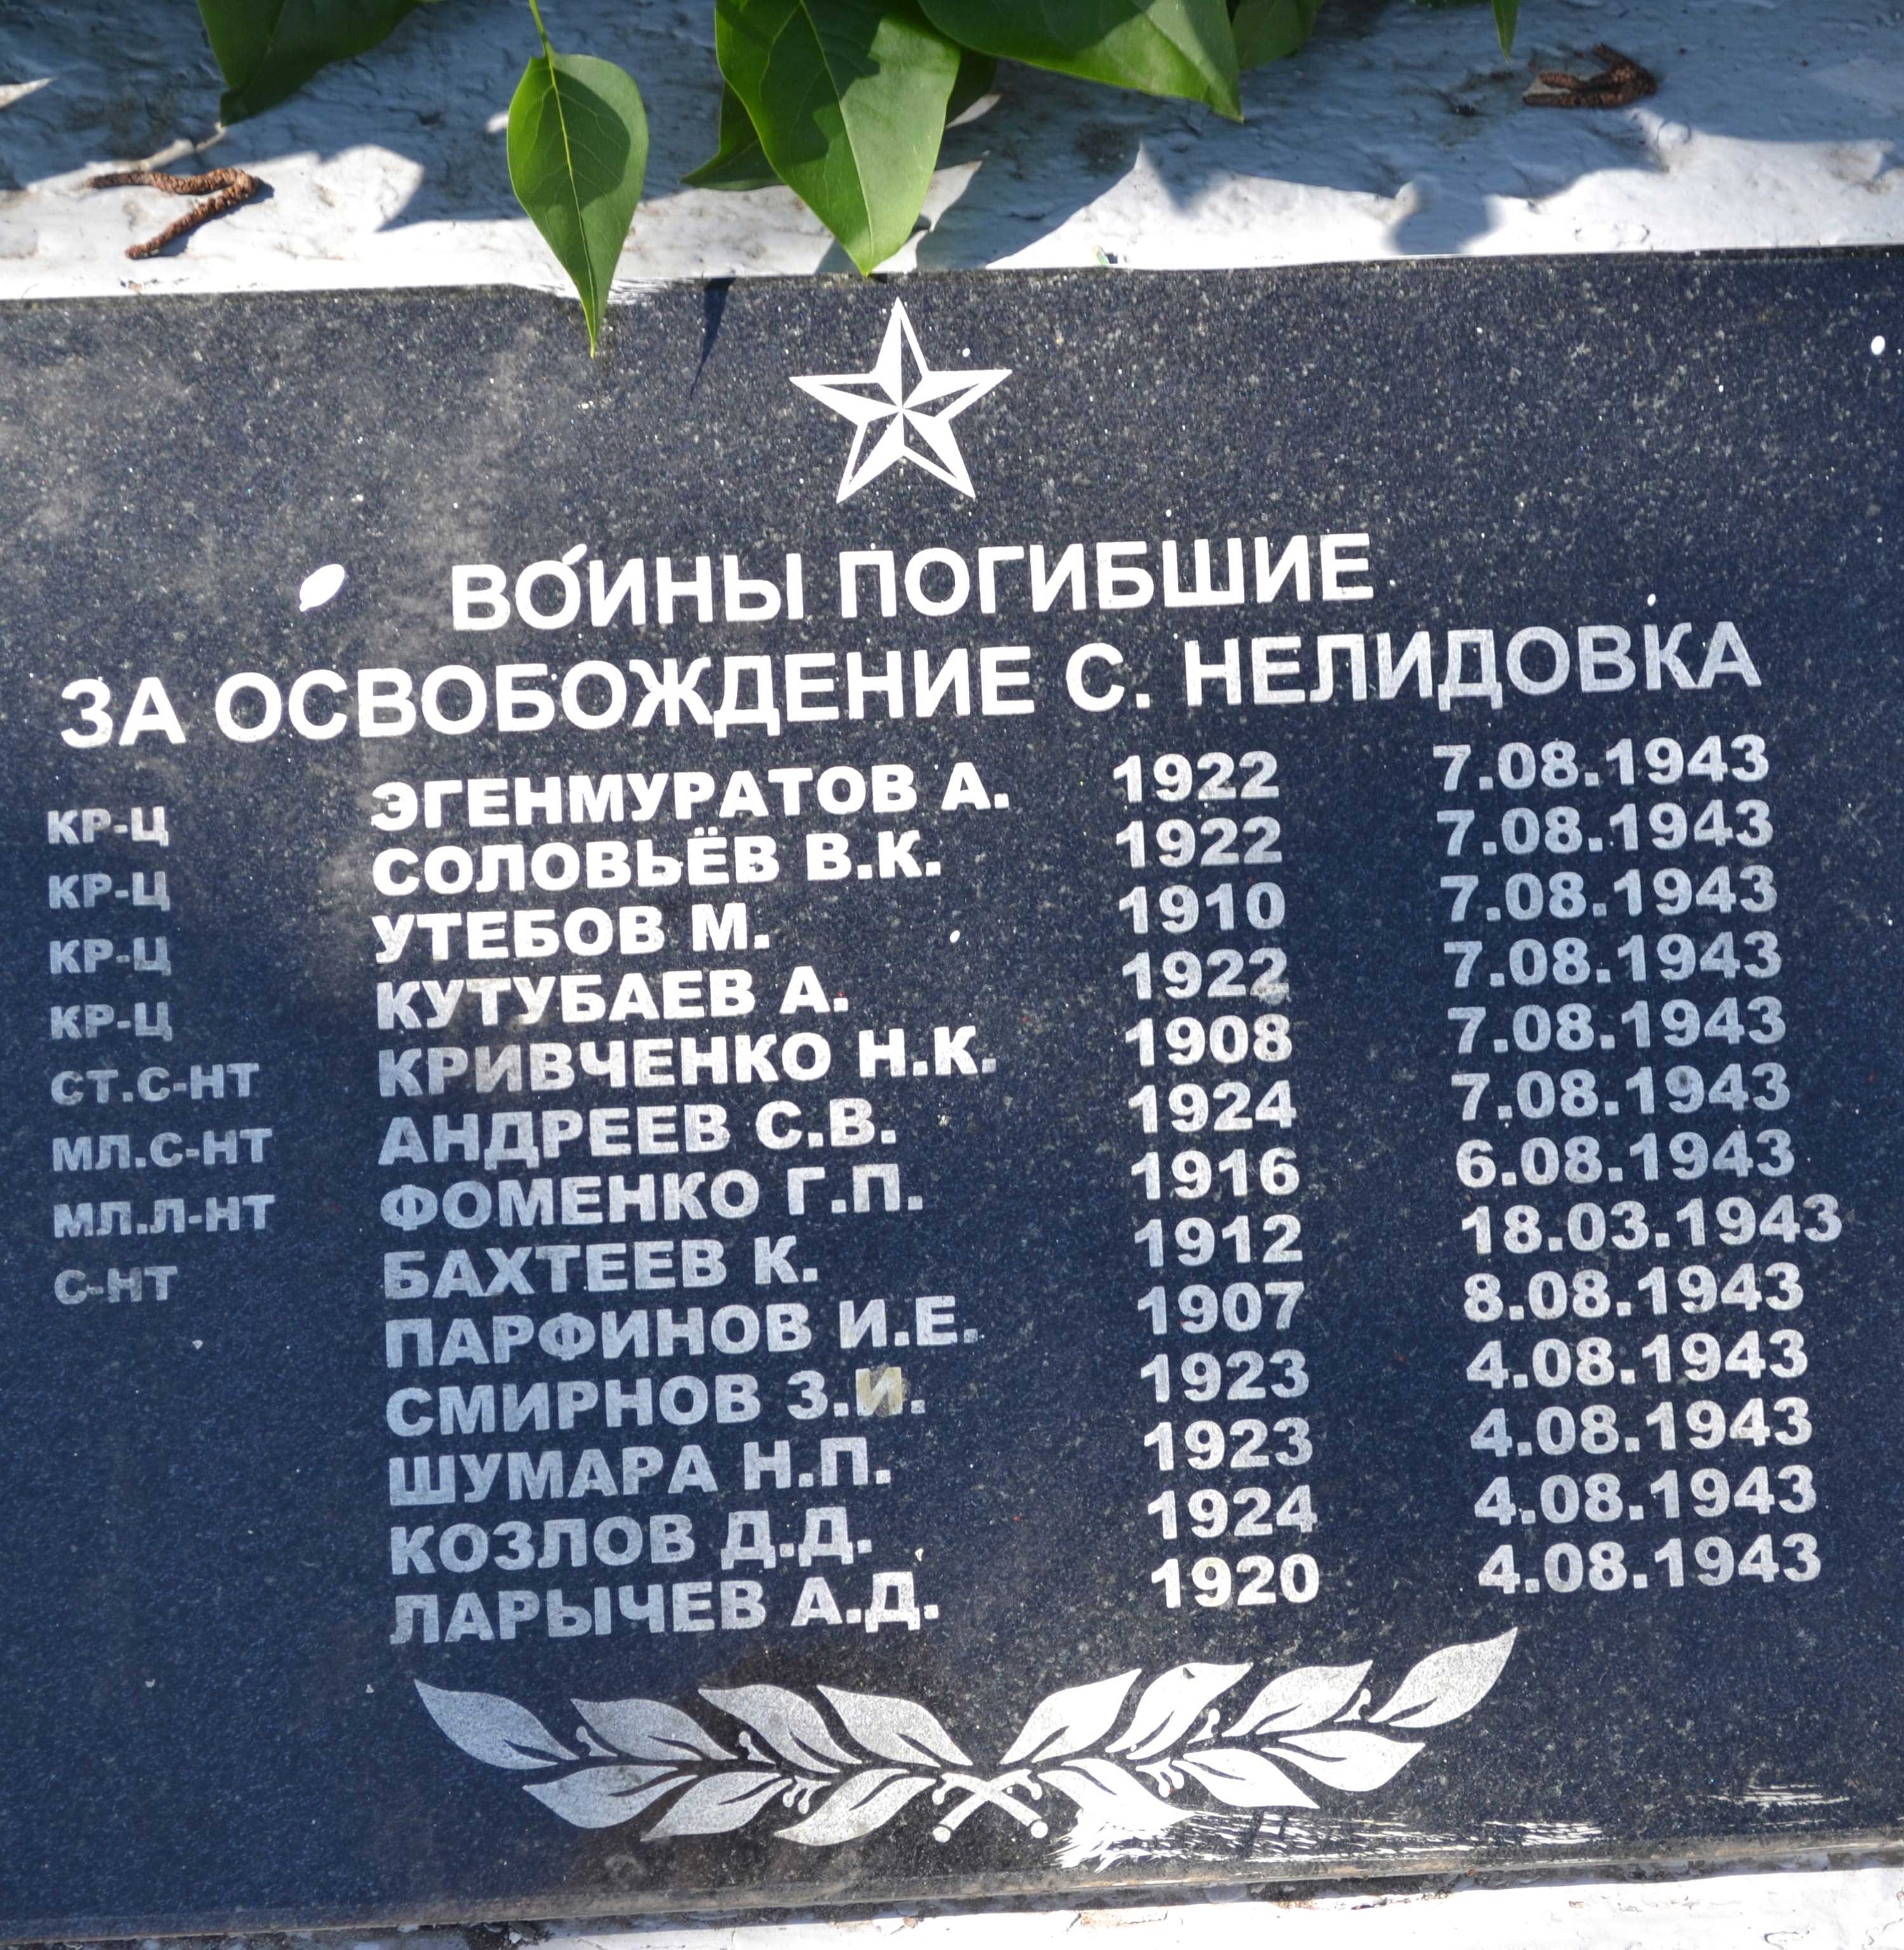 ВОИНЫ ПОГИБШИЕ
ЗА ОСВОБОЖДЕНИЕ С. НЕЛИДОВКА
КР-Ц ЭГЕНМУРАТОВ А. 1922 7.08.1943
КР-Ц СОЛОВЬЁВ В.К. 1922 7.08.1943
КР-Ц УТЕБОВ М. 1910 7.08.1943
КР-Ц КУТУБАЕВ А. 1922 7.08.1943
СТ.С-НТ КРИВЧЕНКО Н.К. 1908 7.08.1943
МЛ.С-НТ АНДРЕЕВ С.В. 1924 7.08.1943
МЛ.Л-НТ ФОМЕНКО Г.П. 1916 6.08.1943
С-НТ БАХТЕЕВ К. 1912 18.03.1943
ПАРФИНОВ И.Е. 1907 8.08.1943
СМИРНОВ З.И. 1923 4.08.1943
ШУМАРА Н.П. 1923 4.08.1943
КОЗЛОВ Д.Д. 1924 4.08.1943
ЛАРЫЧЕВ А.Д. 1920 4.08.1943